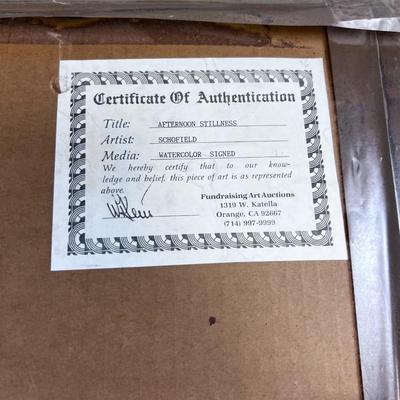 Certificate Of Authentication
Title: AFTERNOON STILLNESS
Artist: SCHOFIELD
Media: WATERCOLOR SIGNED
We hereby certify that to our know-
ledge and belief, this piece of art is as represented
above.
Fundraising Art Auctions
1319 W. Katella
Orange, CA 92667
(714) 997-9999